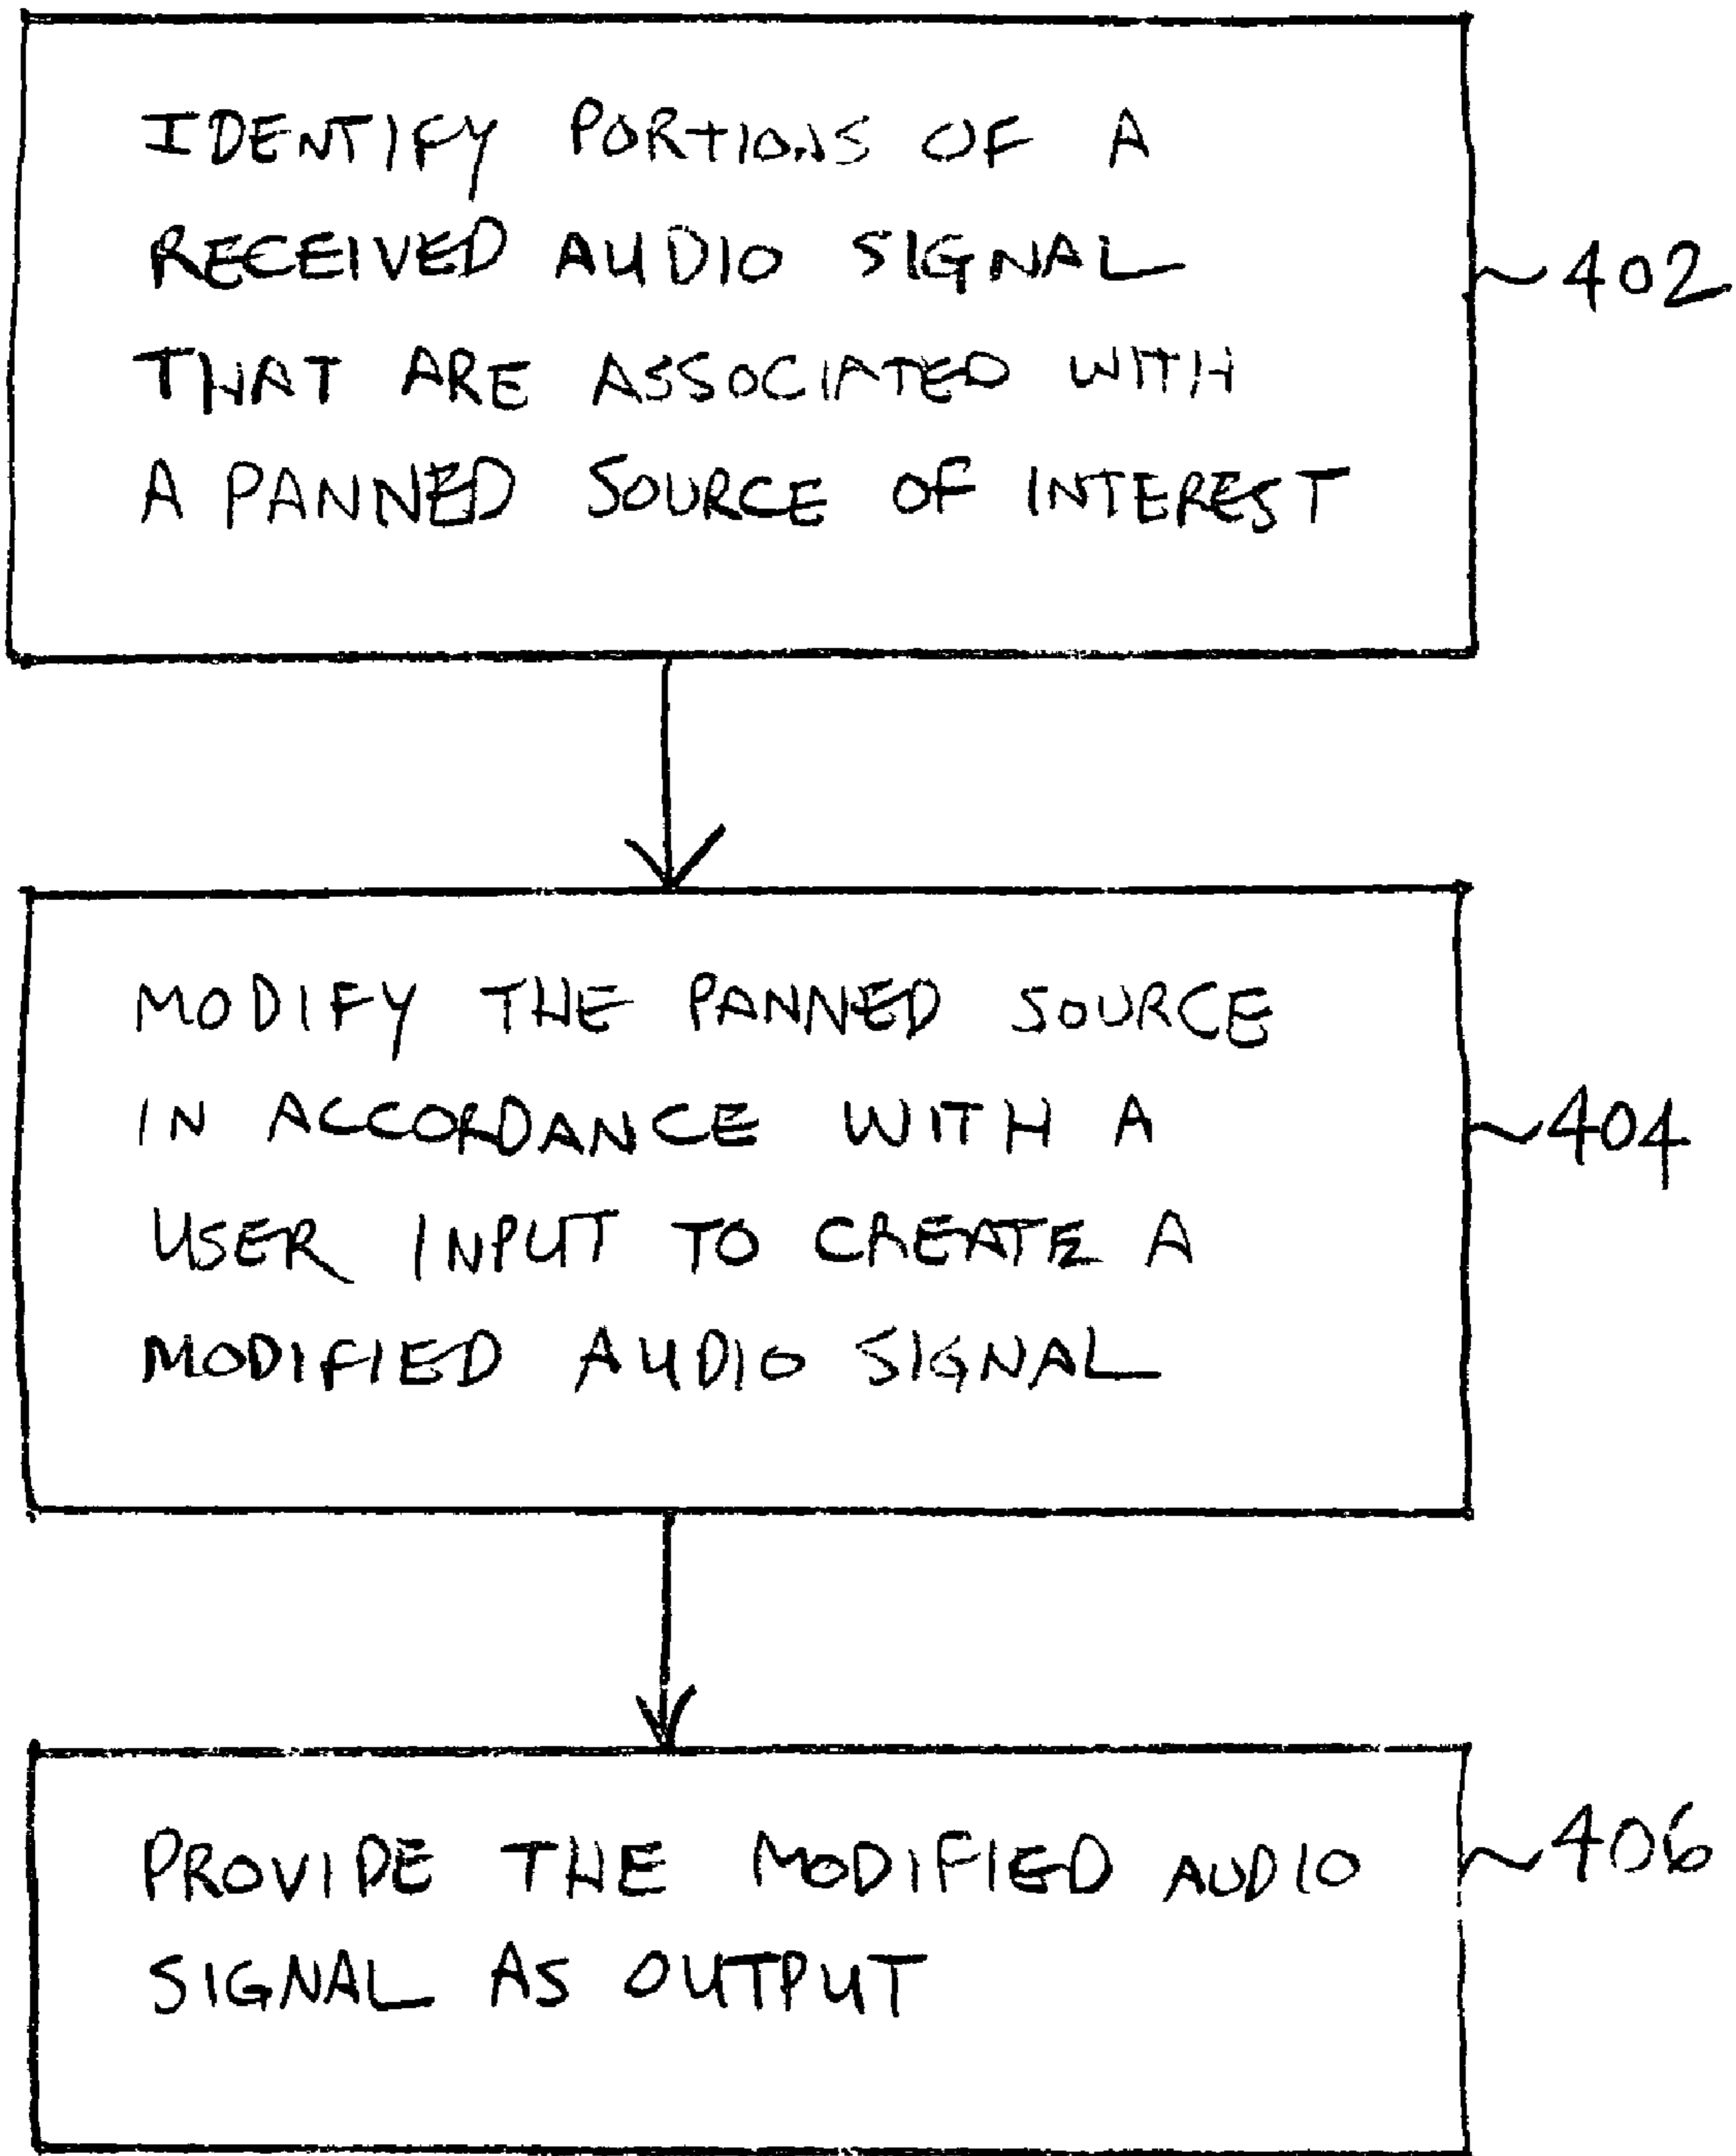 IDENTIFY PORTIONS OF A
RECEIVED AUDIO SIGNAL
THAT ARE ASSOCIATED WITH
A PANNED SOURCE OF INTEREST
402
MODIFY THE PANNED SOURCE
IN ACCORDANCE WITH A
USER INPUT TO CREATE A
MODIFIED AUDIO SIGNAL
404
PROVIDE THE MODIFIED AUDIO
SIGNAL AS OUTPUT
406